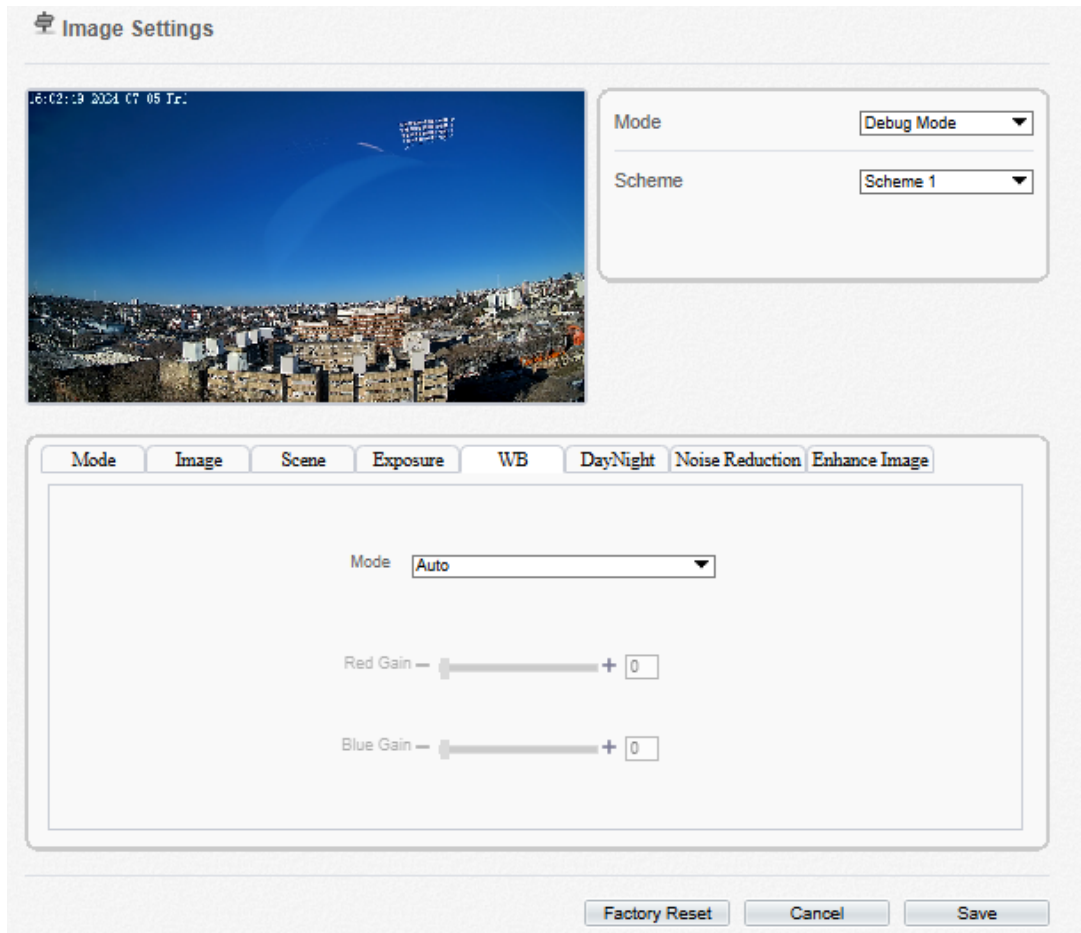 Image Settings
16:02:19 2024 07 05 Fri
Mode Debug Mode
Scheme Scheme 1
Mode Image Scene Exposure WB DayNight Noise Reduction Enhance Image
Mode Auto
Red Gain − + 0
Blue Gain − + 0
Factory Reset Cancel Save